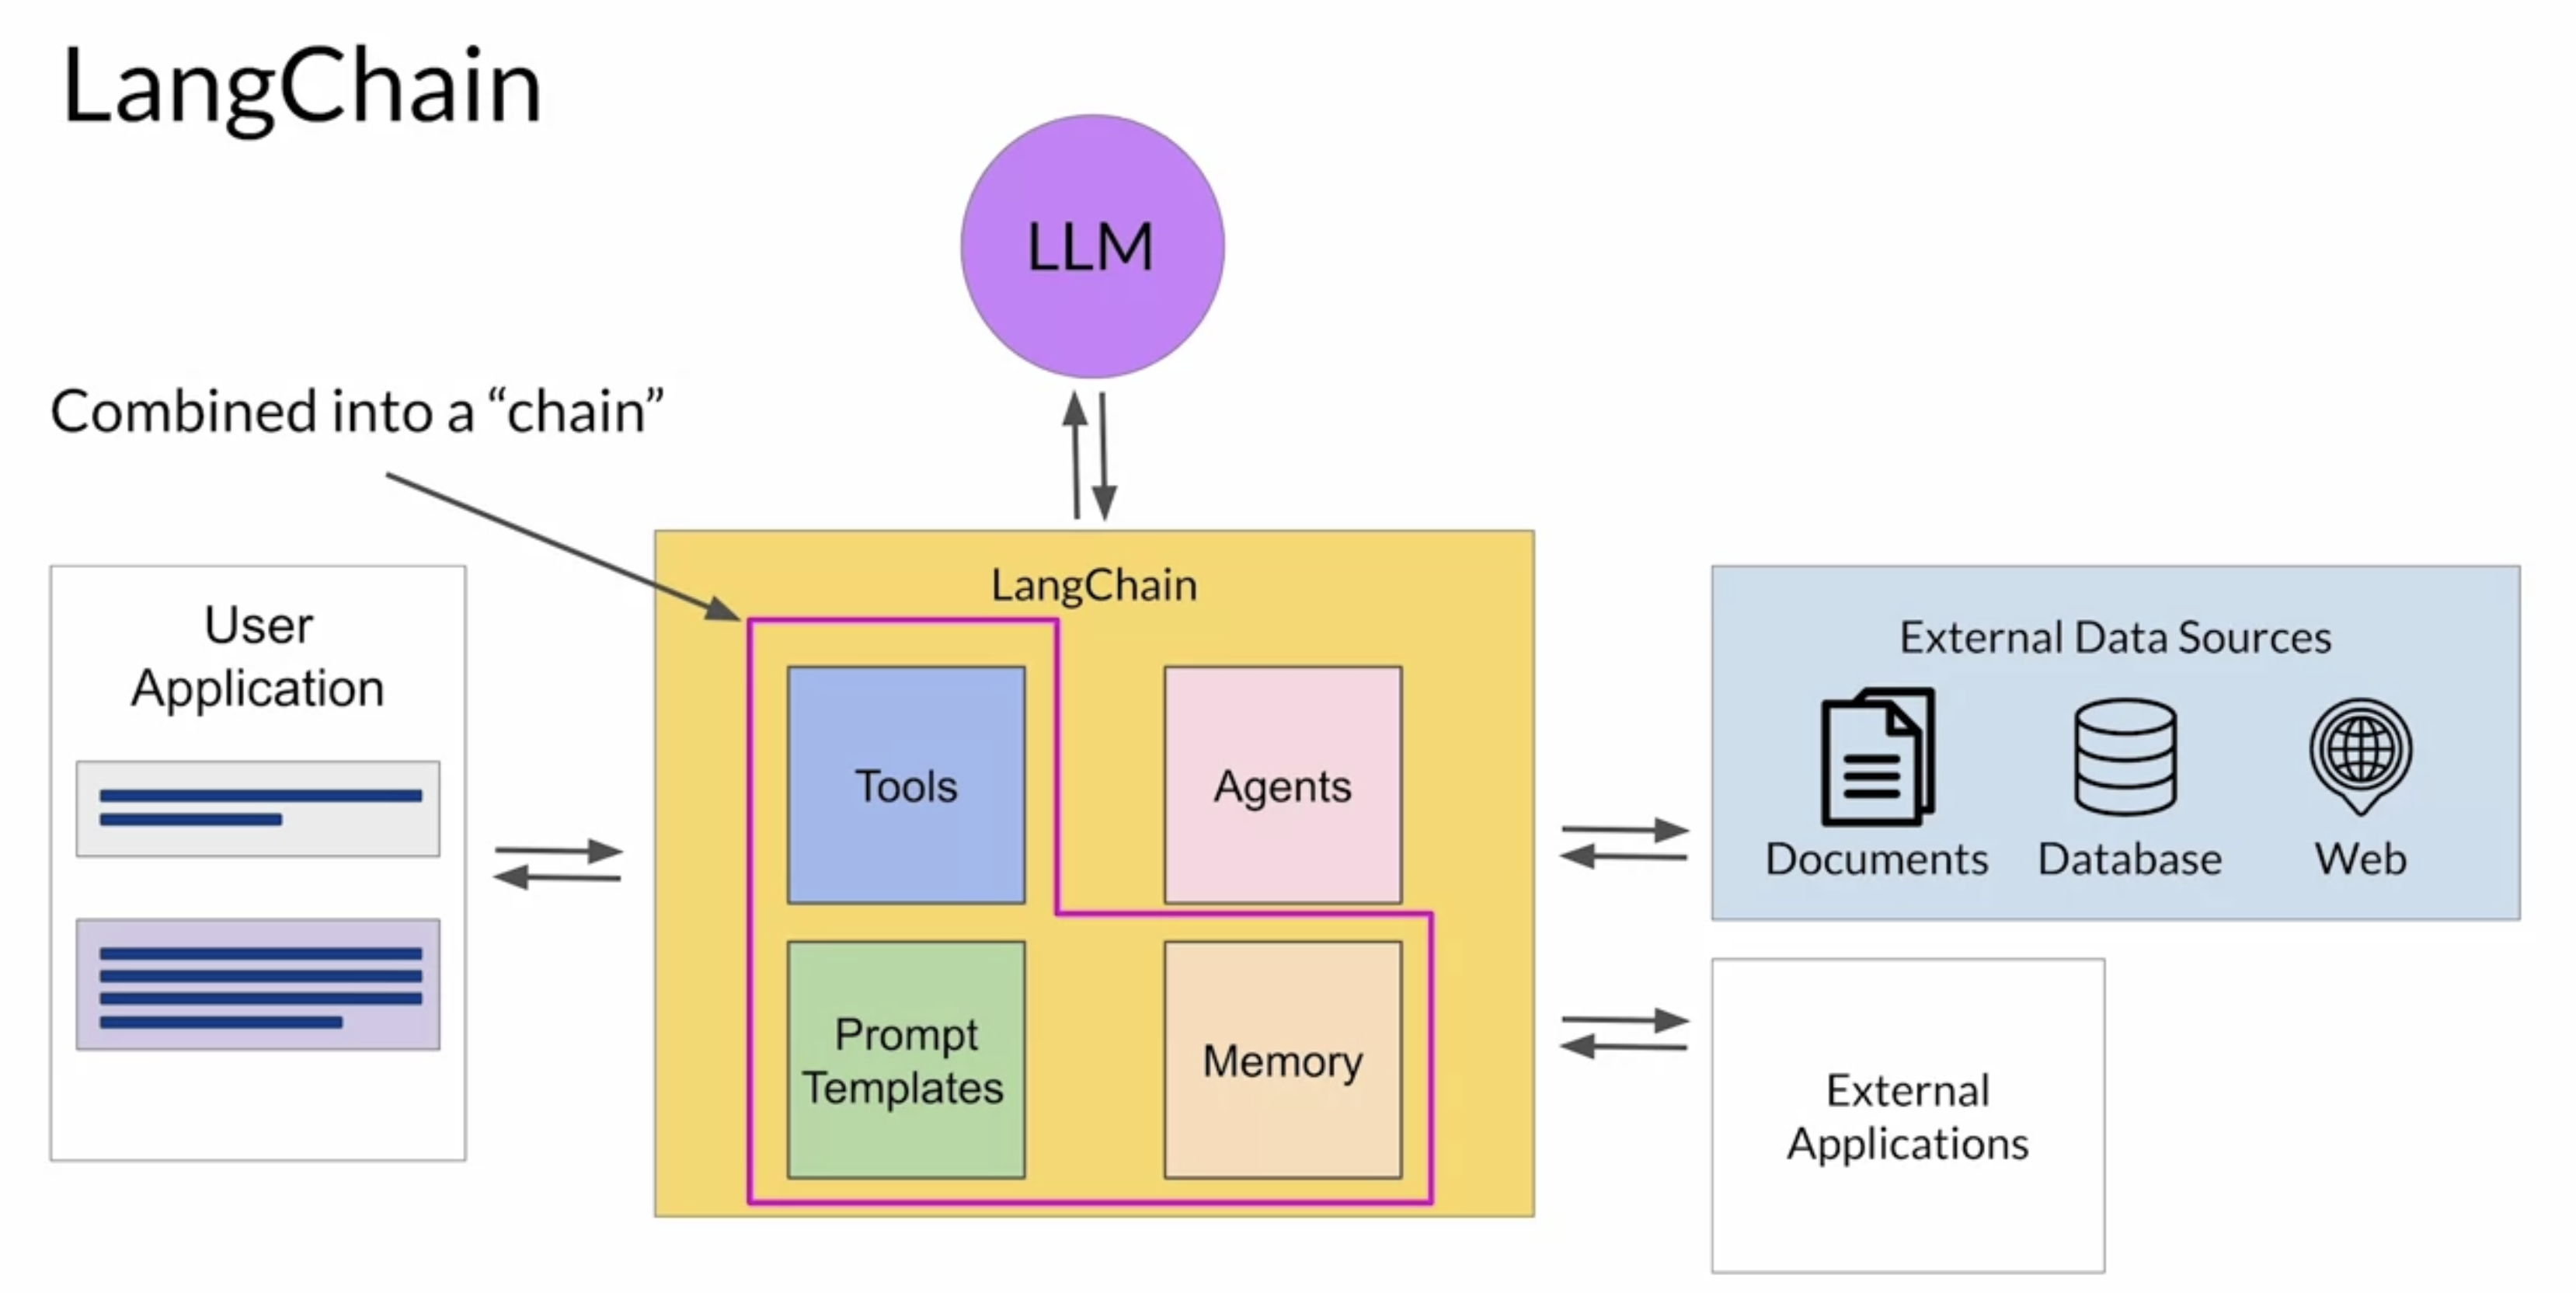 LangChain
LLM
Combined into a “chain”
User
Application
LangChain
Tools
Agents
Prompt
Templates
Memory
External Data Sources
Documents
Database
Web
External
Applications